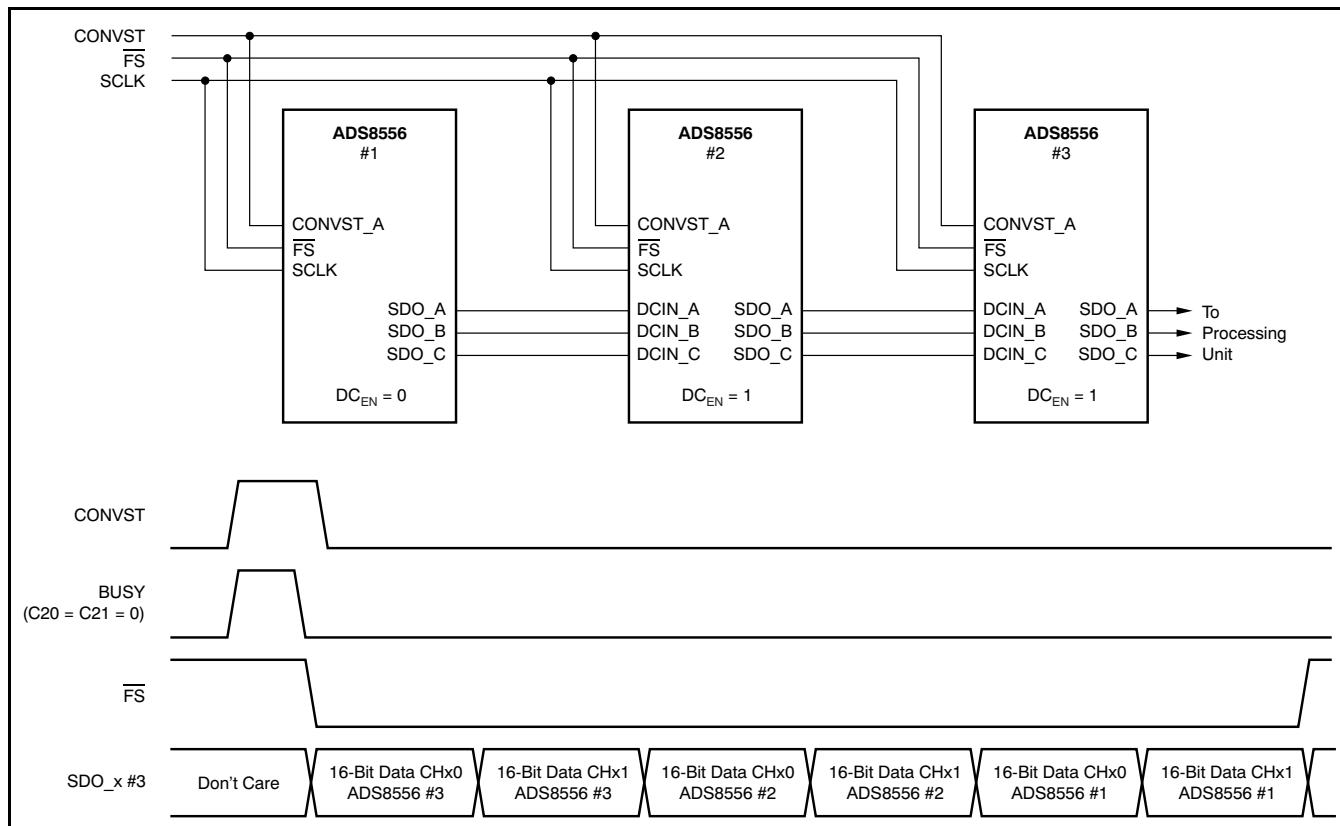 CONVST
FS
SCLK
ADS8556
#1
CONVST_A
FS
SCLK
SDO_A
SDO_B
SDO_C
DCEN = 0
ADS8556
#2
CONVST_A
FS
SCLK
DCIN_A SDO_A
DCIN_B SDO_B
DCIN_C SDO_C
DCEN = 1
ADS8556
#3
CONVST_A
FS
SCLK
DCIN_A SDO_A
DCIN_B SDO_B
DCIN_C SDO_C
DCEN = 1
To
Processing
Unit
CONVST
BUSY
(C20 = C21 = 0)
FS
SDO_x #3
Don't Care
16-Bit Data CHx0
ADS8556 #3
16-Bit Data CHx1
ADS8556 #3
16-Bit Data CHx0
ADS8556 #2
16-Bit Data CHx1
ADS8556 #2
16-Bit Data CHx0
ADS8556 #1
16-Bit Data CHx1
ADS8556 #1